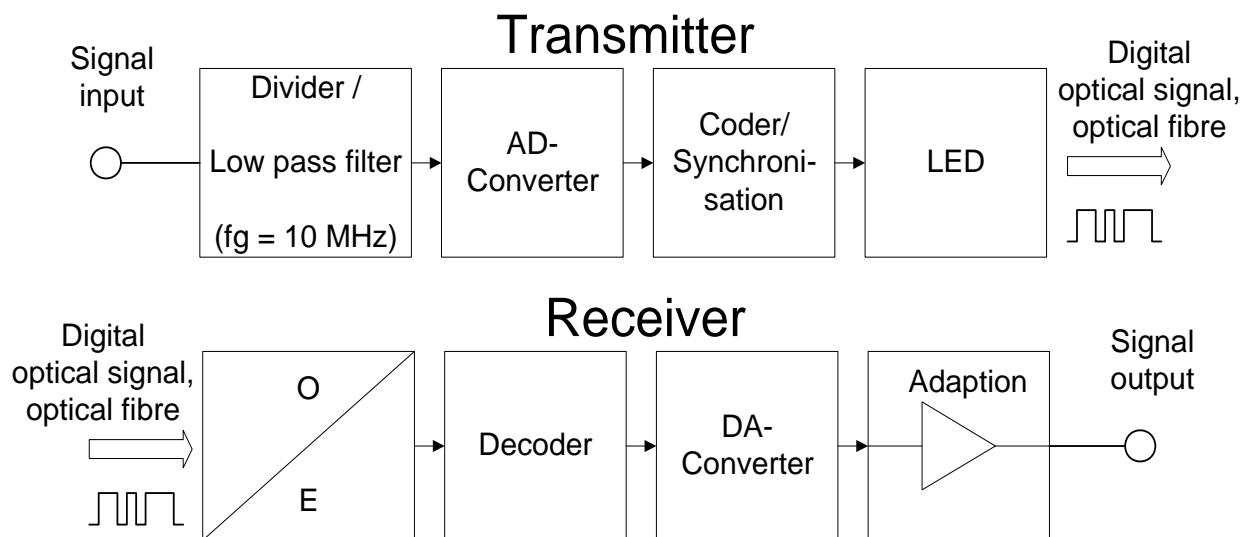 Transmitter
Signal
input
Divider /
Low pass filter
(fg = 10 MHz)
AD-
Converter
Coder/
Synchroni-
sation
LED
Digital
optical signal,
optical fibre
Receiver
Digital
optical signal,
optical fibre
O
E
Decoder
DA-
Converter
Adaption
Signal
output